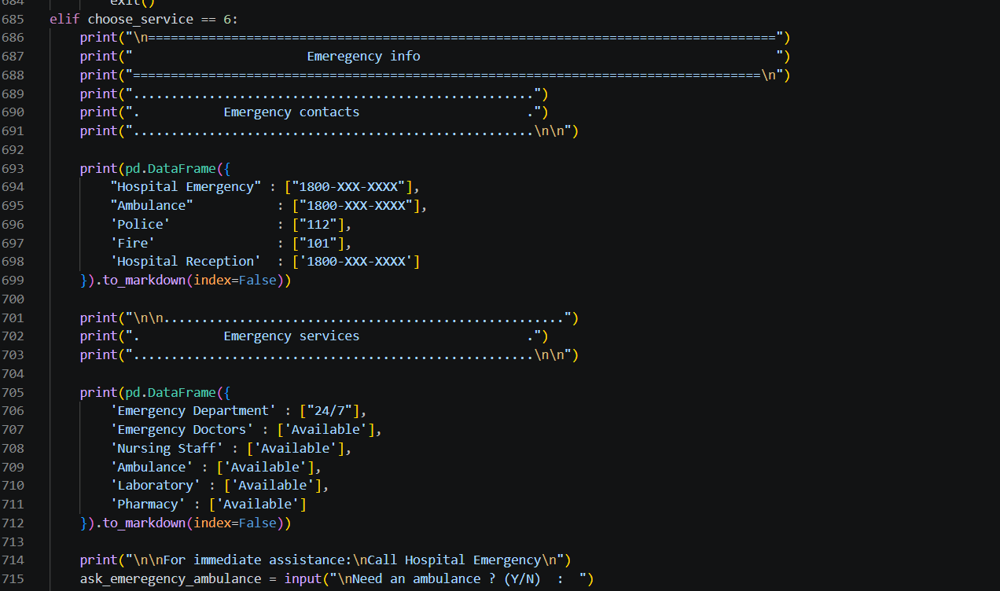 684             exit()
685     elif choose_service == 6:
686         print("\n===================================================================================")
687         print("                       Emeregency info                                               ")
688         print("===================================================================================\n")
689         print(".....................................................")
690         print(".           Emergency contacts                      .")
691         print(".....................................................\n\n")
692
693         print(pd.DataFrame({
694             "Hospital Emergency" : ["1800-XXX-XXXX"],
695             "Ambulance"           : ["1800-XXX-XXXX"],
696             'Police'              : ["112"],
697             'Fire'                : ["101"],
698             'Hospital Reception'  : ['1800-XXX-XXXX']
699         }).to_markdown(index=False))
700
701         print("\n\n.....................................................")
702         print(".           Emergency services                      .")
703         print(".....................................................\n\n")
704
705         print(pd.DataFrame({
706             'Emergency Department' : ["24/7"],
707             'Emergency Doctors' : ['Available'],
708             'Nursing Staff' : ['Available'],
709             'Ambulance' : ['Available'],
710             'Laboratory' : ['Available'],
711             'Pharmacy' : ['Available']
712         }).to_markdown(index=False))
713
714         print("\n\nFor immediate assistance:\nCall Hospital Emergency\n")
715         ask_emeregency_ambulance = input("\nNeed an ambulance ? (Y/N)  :  ")